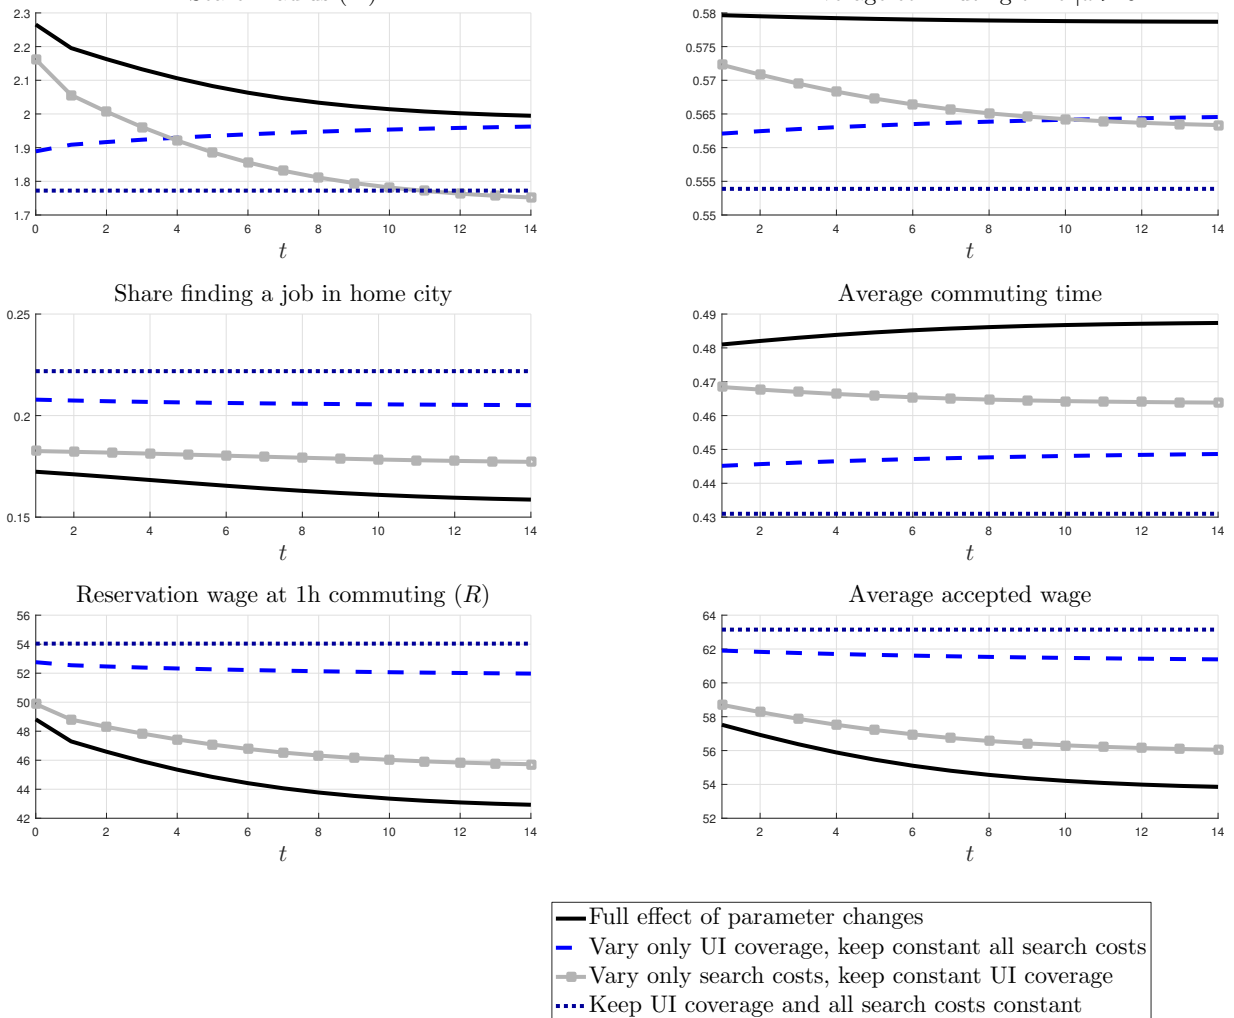 2.3
2.2
2.1
2
1.9
1.8
1.7
0 2 4 6 8 10 12 14
t
0.58
0.575
0.57
0.565
0.56
0.555
0.55
2 4 6 8 10 12 14
t
Share finding a job in home city
0.25
0.2
0.15
2 4 6 8 10 12 14
t
Average commuting time
0.49
0.48
0.47
0.46
0.45
0.44
0.43
2 4 6 8 10 12 14
t
Reservation wage at 1h commuting (R)
56
54
52
50
48
46
44
42
0 2 4 6 8 10 12 14
t
Average accepted wage
64
62
60
58
56
54
52
2 4 6 8 10 12 14
t
Full effect of parameter changes
Vary only UI coverage, keep constant all search costs
Vary only search costs, keep constant UI coverage
Keep UI coverage and all search costs constant